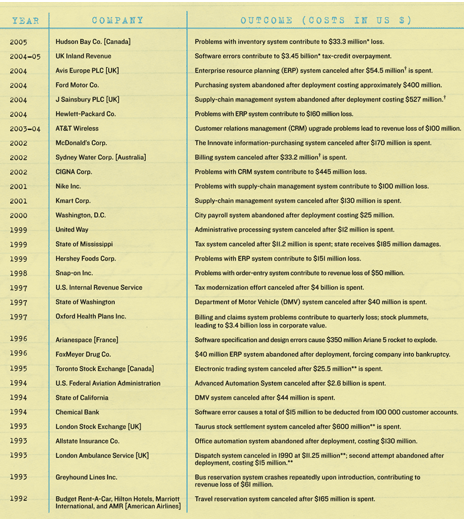 YEAR COMPANY OUTCOME (COSTS IN US $)
2005 Hudson Bay Co. [Canada] Problems with inventory system contribute to $33.3 million* loss.
2004–05 UK Inland Revenue Software errors contribute to $3.45 billion* tax-credit overpayment.
2004 Avis Europe PLC [UK] Enterprise resource planning (ERP) system canceled after $54.5 million† is spent.
2004 Ford Motor Co. Purchasing system abandoned after deployment costing approximately $400 million.
2004 J Sainsbury PLC [UK] Supply-chain management system abandoned after deployment costing $527 million.†
2004 Hewlett-Packard Co. Problems with ERP system contribute to $160 million loss.
2003–04 AT&T Wireless Customer relations management (CRM) upgrade problems lead to revenue loss of $100 million.
2002 McDonald's Corp. The Innovate information-purchasing system canceled after $170 million is spent.
2002 Sydney Water Corp. [Australia] Billing system canceled after $33.2 million† is spent.
2002 CIGNA Corp. Problems with CRM system contribute to $445 million loss.
2001 Nike Inc. Problems with supply-chain management system contribute to $100 million loss.
2001 Kmart Corp. Supply-chain management system canceled after $130 million is spent.
2000 Washington, D.C. City payroll system abandoned after deployment costing $25 million.
1999 United Way Administrative processing system canceled after $12 million is spent.
1999 State of Mississippi Tax system canceled after $11.2 million is spent; state receives $185 million damages.
1999 Hershey Foods Corp. Problems with ERP system contribute to $151 million loss.
1998 Snap-on Inc. Problems with order-entry system contribute to revenue loss of $50 million.
1997 U.S. Internal Revenue Service Tax modernization effort canceled after $4 billion is spent.
1997 State of Washington Department of Motor Vehicle (DMV) system canceled after $40 million is spent.
1997 Oxford Health Plans Inc. Billing and claims system problems contribute to quarterly loss; stock plummets,
leading to $3.4 billion loss in corporate value.
1996 Arianespace [France] Software specification and design errors cause $350 million Ariane 5 rocket to explode.
1996 FoxMeyer Drug Co. $40 million ERP system abandoned after deployment, forcing company into bankruptcy.
1995 Toronto Stock Exchange [Canada] Electronic trading system canceled after $25.5 million** is spent.
1994 U.S. Federal Aviation Administration Advanced Automation System canceled after $2.6 billion is spent.
1994 State of California DMV system canceled after $44 million is spent.
1994 Chemical Bank Software error causes a total of $15 million to be deducted from 100 000 customer accounts.
1993 London Stock Exchange [UK] Taurus stock settlement system canceled after $600 million** is spent.
1993 Allstate Insurance Co. Office automation system abandoned after deployment, costing $130 million.
1993 London Ambulance Service [UK] Dispatch system canceled in 1990 at $11.25 million**; second attempt abandoned after
deployment, costing $15 million.**
1993 Greyhound Lines Inc. Bus reservation system crashes repeatedly upon introduction, contributing to
revenue loss of $61 million.
1992 Budget Rent-A-Car, Hilton Hotels, Marriott Travel reservation system canceled after $165 million is spent.
International, and AMR [American Airlines]